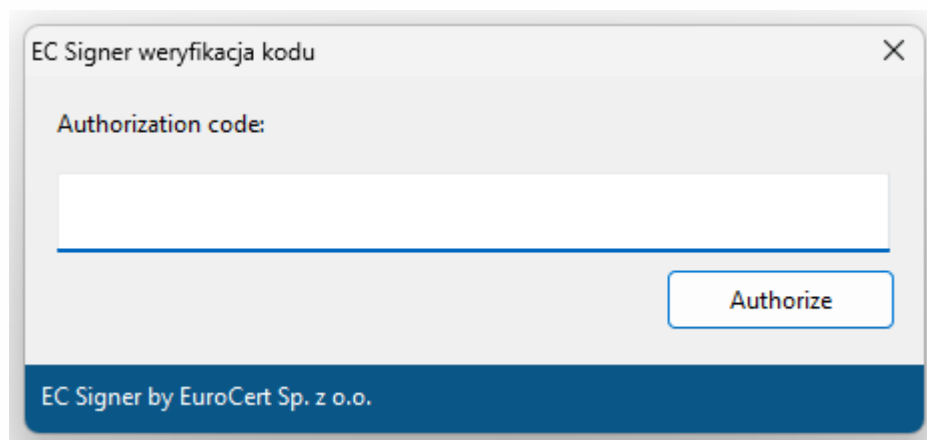 EC Signer weryfikacja kodu
Authorization code:
Authorize
EC Signer by EuroCert Sp. z o.o.